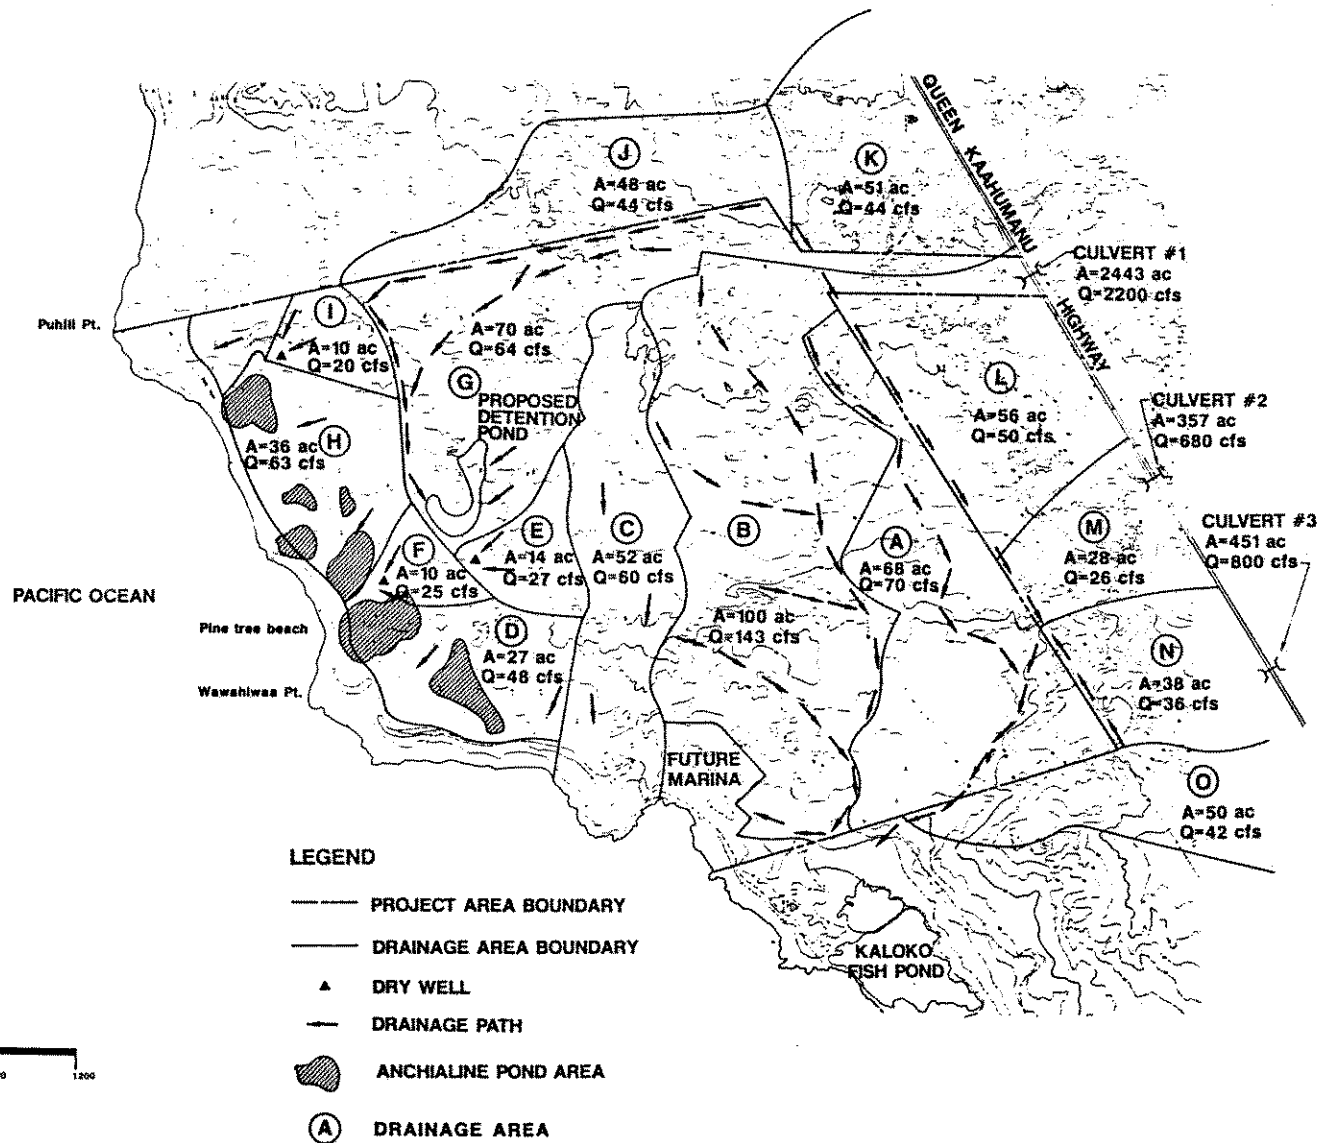 QUEEN KAAHUMANU HIGHWAY
J
A=48 ac
Q=44 cfs
K
A=51 ac
Q=44 cfs
CULVERT #1
A=2443 ac
Q=2200 cfs
Puhili Pt.
I
A=10 ac
Q=20 cfs
A=70 ac
Q=64 cfs
G
PROPOSED
DETENTION
POND
L
A=56 ac
Q=50 cfs
CULVERT #2
A=357 ac
Q=680 cfs
H
A=36 ac
Q=63 cfs
CULVERT #3
A=451 ac
Q=800 cfs
F
A=10 ac
Q=25 cfs
E
A=14 ac
Q=27 cfs
C
A=52 ac
Q=60 cfs
B
A=100 ac
Q=143 cfs
A
A=68 ac
Q=70 cfs
M
A=28 ac
Q=26 cfs
PACIFIC OCEAN
Pine tree beach
D
A=27 ac
Q=48 cfs
N
A=38 ac
Q=36 cfs
Wawahiwaa Pt.
FUTURE
MARINA
O
A=50 ac
Q=42 cfs
KALOKO
FISH POND
LEGEND
PROJECT AREA BOUNDARY
DRAINAGE AREA BOUNDARY
DRY WELL
DRAINAGE PATH
ANCHIALINE POND AREA
A DRAINAGE AREA
1200